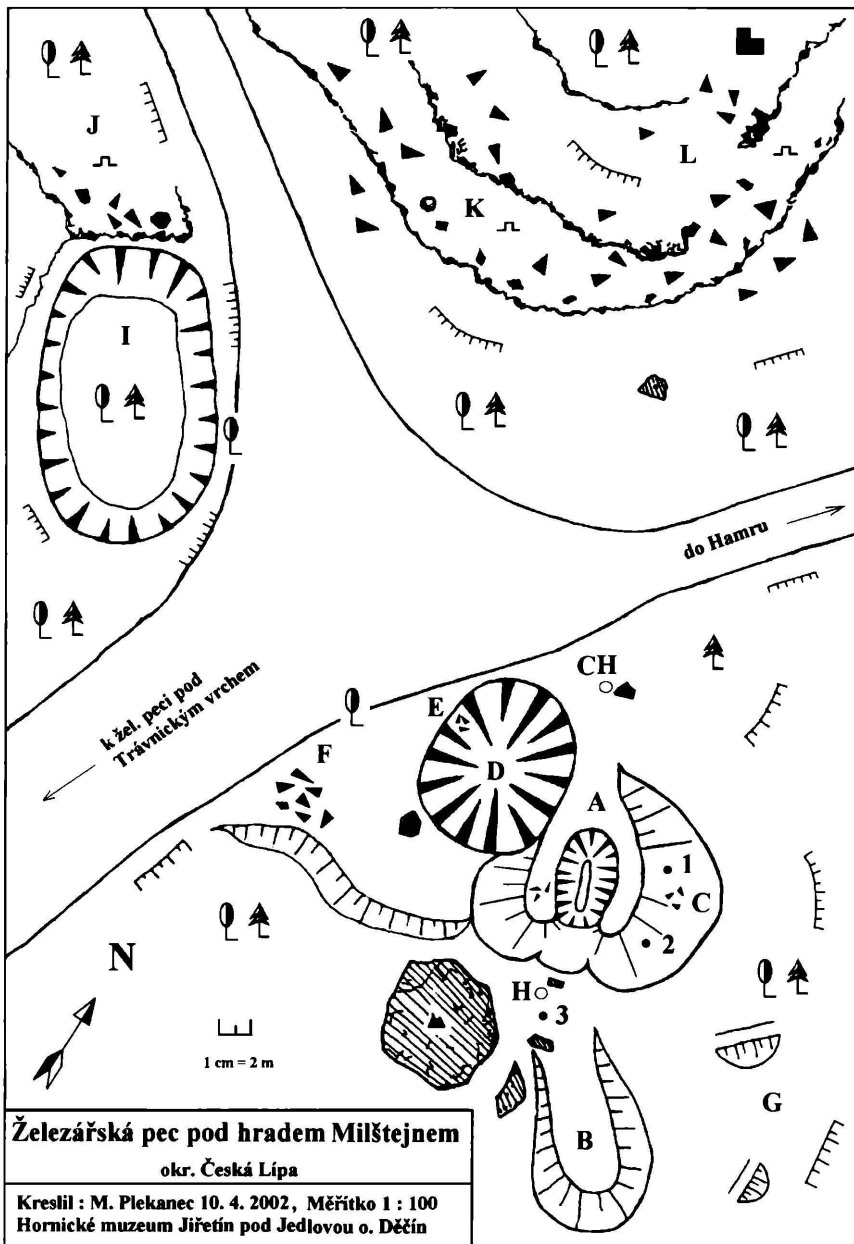 J
L
K
I
do Hamru
CH
k žel. peci pod
Trávnickým vrchem
E
D
F
A
1
C
2
N
H
3
1 cm = 2 m
G
B
Železářská pec pod hradem Milštejnem
okr. Česká Lípa
Kreslil : M. Plekanec 10. 4. 2002, Měřítko 1 : 100
Hornické muzeum Jiřetín pod Jedlovou o. Děčín